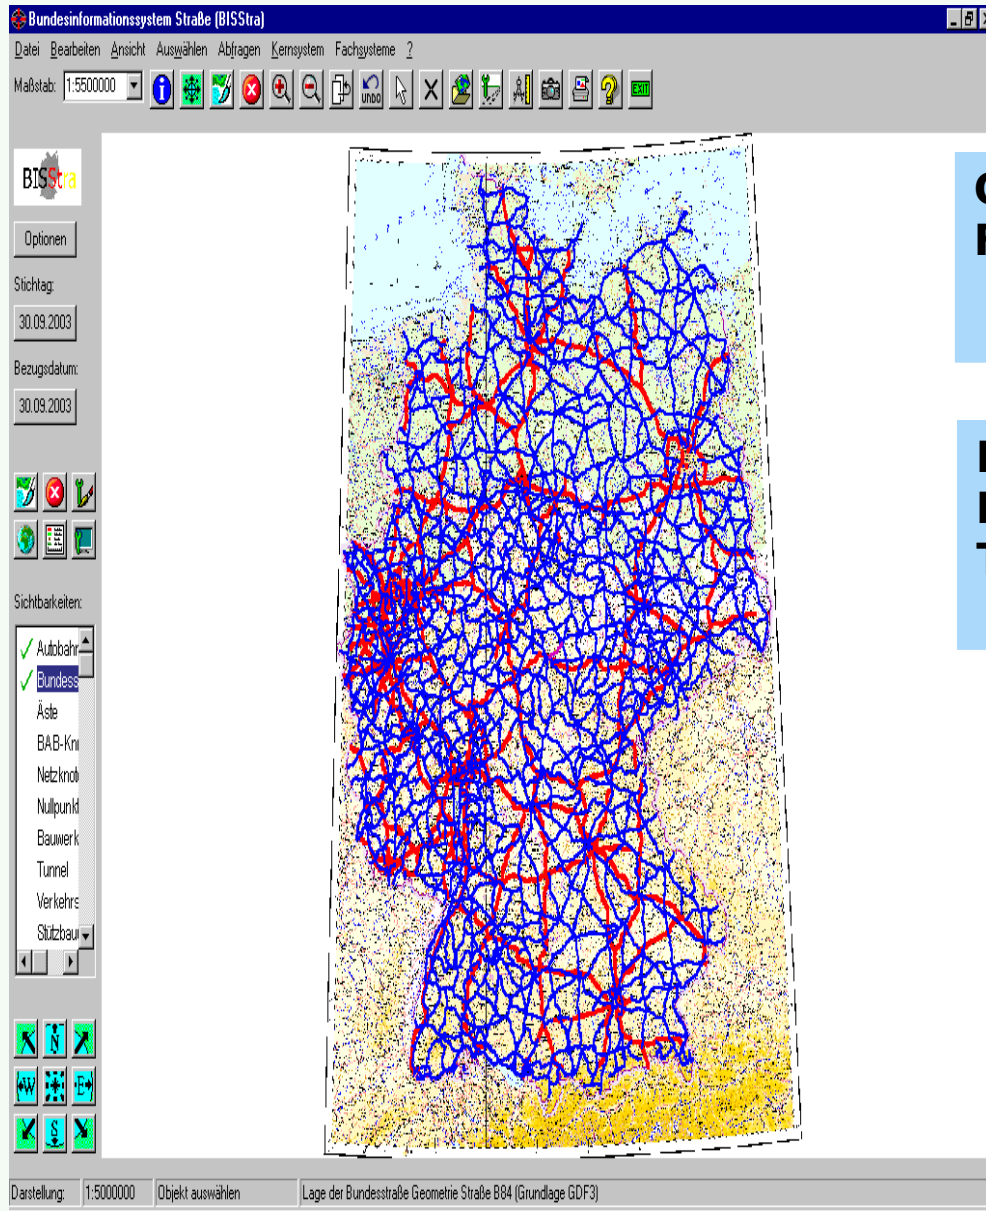 Bundesinformationssystem Straße (BISStra)
Datei Bearbeiten Ansicht Auswählen Abfragen Kernsystem Fachsysteme ?
Maßstab: 1:5500000
UNDO
EXIT
BISStra
Optionen
Stichtag:
30.09.2003
Bezugsdatum:
30.09.2003
Sichtbarkeiten:
Autobahn
Bundess
Äste
BAB-Kn
Netzknot
Nullpunkt
Bauwerk
Tunnel
Verkehrs
Stützbau
N
W E
S
Darstellung: 1:5000000 Objekt auswählen Lage der Bundesstraße Geometrie Straße B84 (Grundlage GDF3)